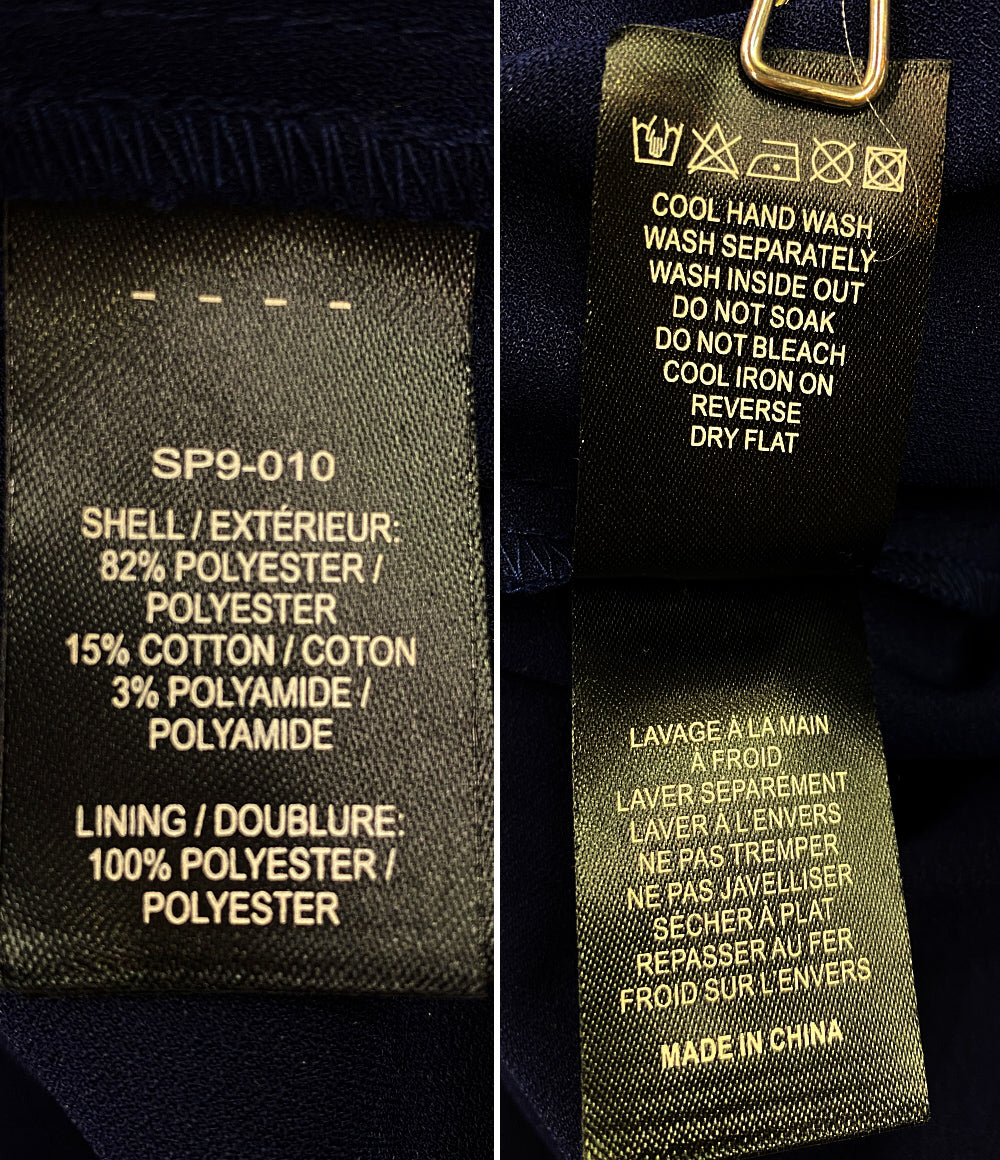 SP9-010
SHELL / EXTÉRIEUR:
82% POLYESTER /
POLYESTER
15% COTTON / COTON
3% POLYAMIDE /
POLYAMIDE
LINING / DOUBLURE:
100% POLYESTER /
POLYESTER
COOL HAND WASH
WASH SEPARATELY
WASH INSIDE OUT
DO NOT SOAK
DO NOT BLEACH
COOL IRON ON
REVERSE
DRY FLAT
LAVAGE À LA MAIN
À FROID
LAVER SÉPARÉMENT
LAVER À L'ENVERS
NE PAS TREMPER
NE PAS JAVELLISER
SÉCHER À PLAT
REPASSER AU FER
FROID SUR L'ENVERS
MADE IN CHINA